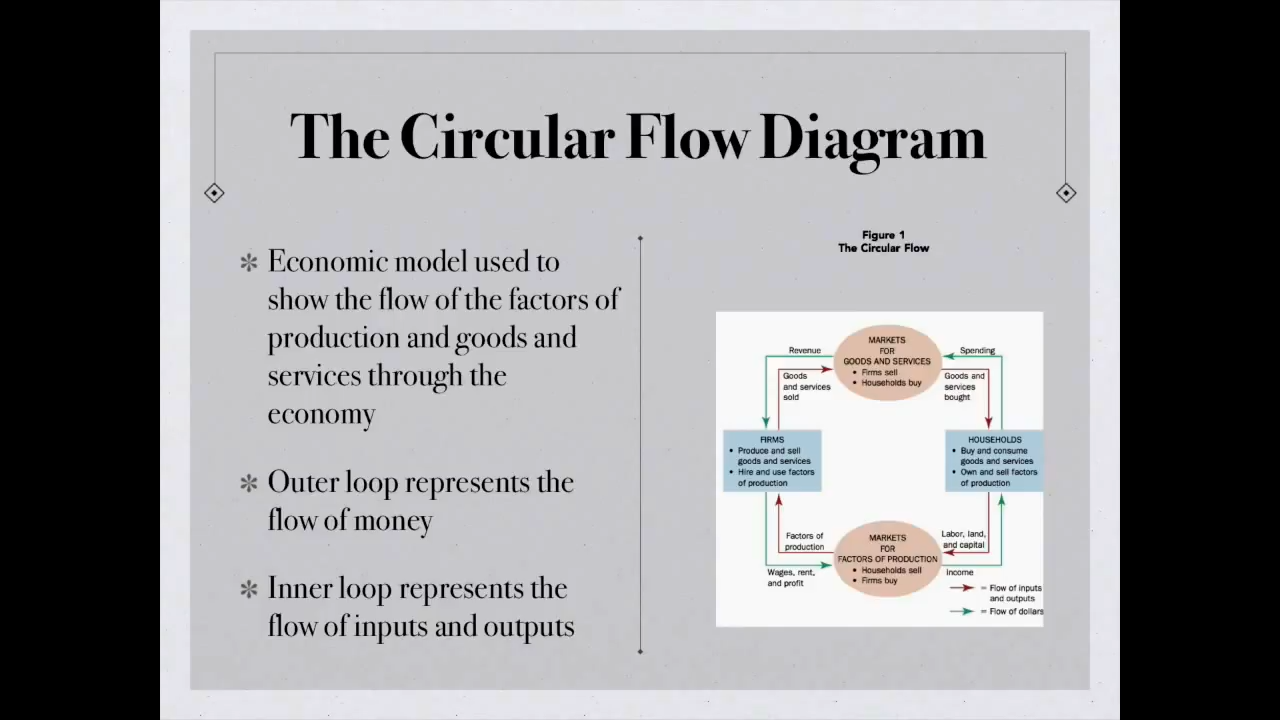 The Circular Flow Diagram
✻ Economic model used to
show the flow of the factors of
production and goods and
services through the
economy
✻ Outer loop represents the
flow of money
✻ Inner loop represents the
flow of inputs and outputs
Figure 1
The Circular Flow
MARKETS
FOR
GOODS AND SERVICES
• Firms sell
• Households buy
Revenue
Goods
and services
sold
Spending
Goods and
services
bought
FIRMS
• Produce and sell
goods and services
• Hire and use factors
of production
HOUSEHOLDS
• Buy and consume
goods and services
• Own and sell factors
of production
Factors of
production
Wages, rent,
and profit
MARKETS
FOR
FACTORS OF PRODUCTION
• Households sell
• Firms buy
Labor, land,
and capital
Income
= Flow of inputs
and outputs
= Flow of dollars